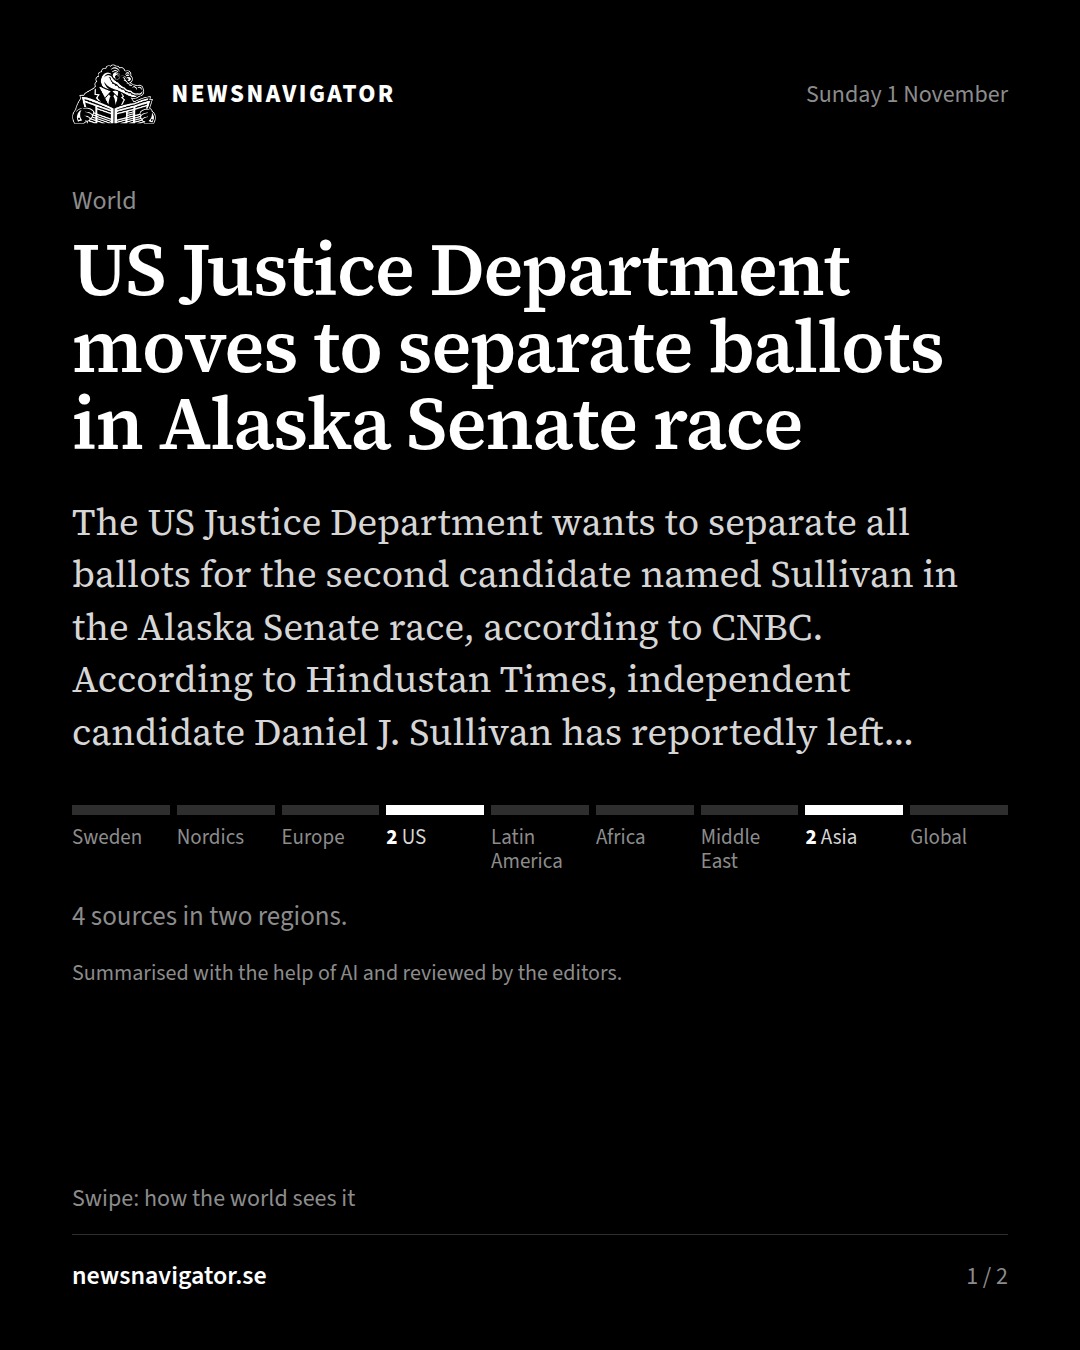 NEWSNAVIGATOR
Sunday 1 November
World
US Justice Department
moves to separate ballots
in Alaska Senate race
The US Justice Department wants to separate all
ballots for the second candidate named Sullivan in
the Alaska Senate race, according to CNBC.
According to Hindustan Times, independent
candidate Daniel J. Sullivan has reportedly left...
Sweden
Nordics
Europe
2 US
Latin
America
Africa
Middle
East
2 Asia
Global
4 sources in two regions.
Summarised with the help of AI and reviewed by the editors.
Swipe: how the world sees it
newsnavigator.se
1 / 2